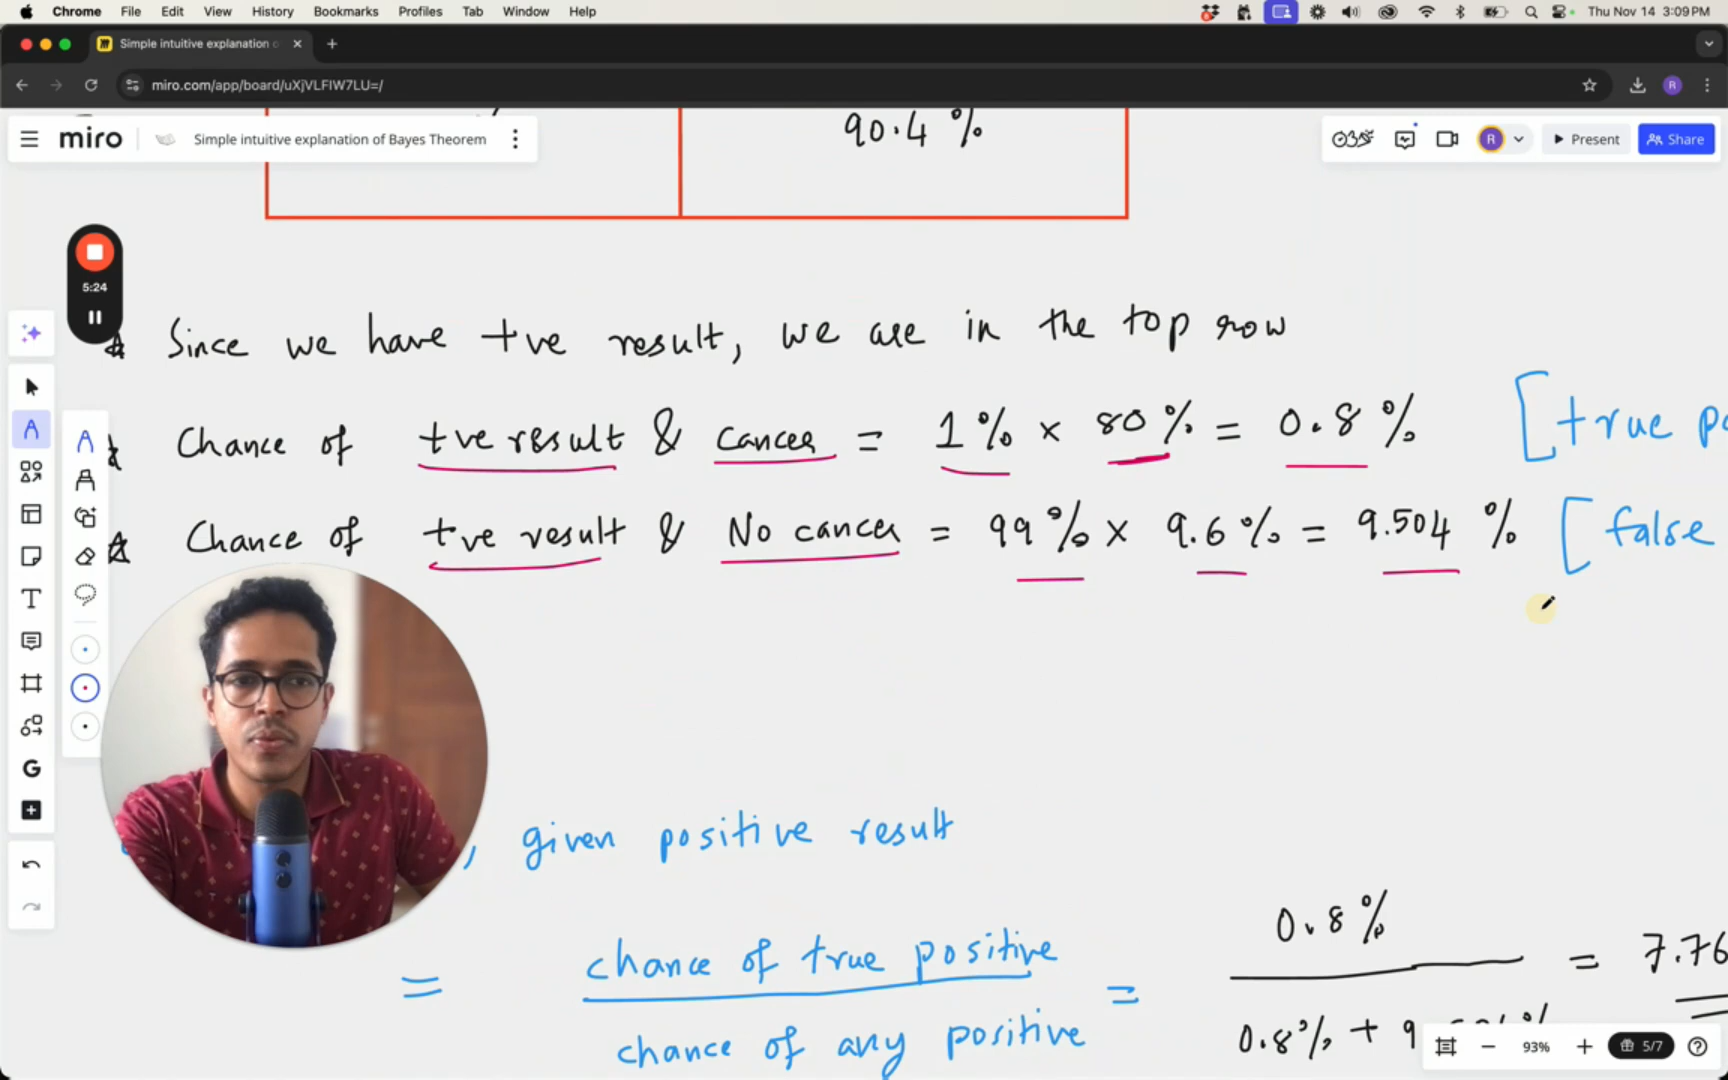 Chrome File Edit View History Bookmarks Profiles Tab Window Help Thu Nov 14 3:09 PM
Simple intuitive explanation o
miro.com/app/board/uXjVLFIW7LU=/ R
90.4 %
miro Simple intuitive explanation of Bayes Theorem R Present Share
5:24
Since we have +ve result, we are in the top row
Chance of +ve result & Cancer = 1% × 80% = 0.8% [true po
Chance of +ve result & No cancer = 99% × 9.6% = 9.504 % [false
, given positive result
= chance of true positive
chance of any positive
= 0.8%
0.8% + 9
= 7.76
93% 5/7